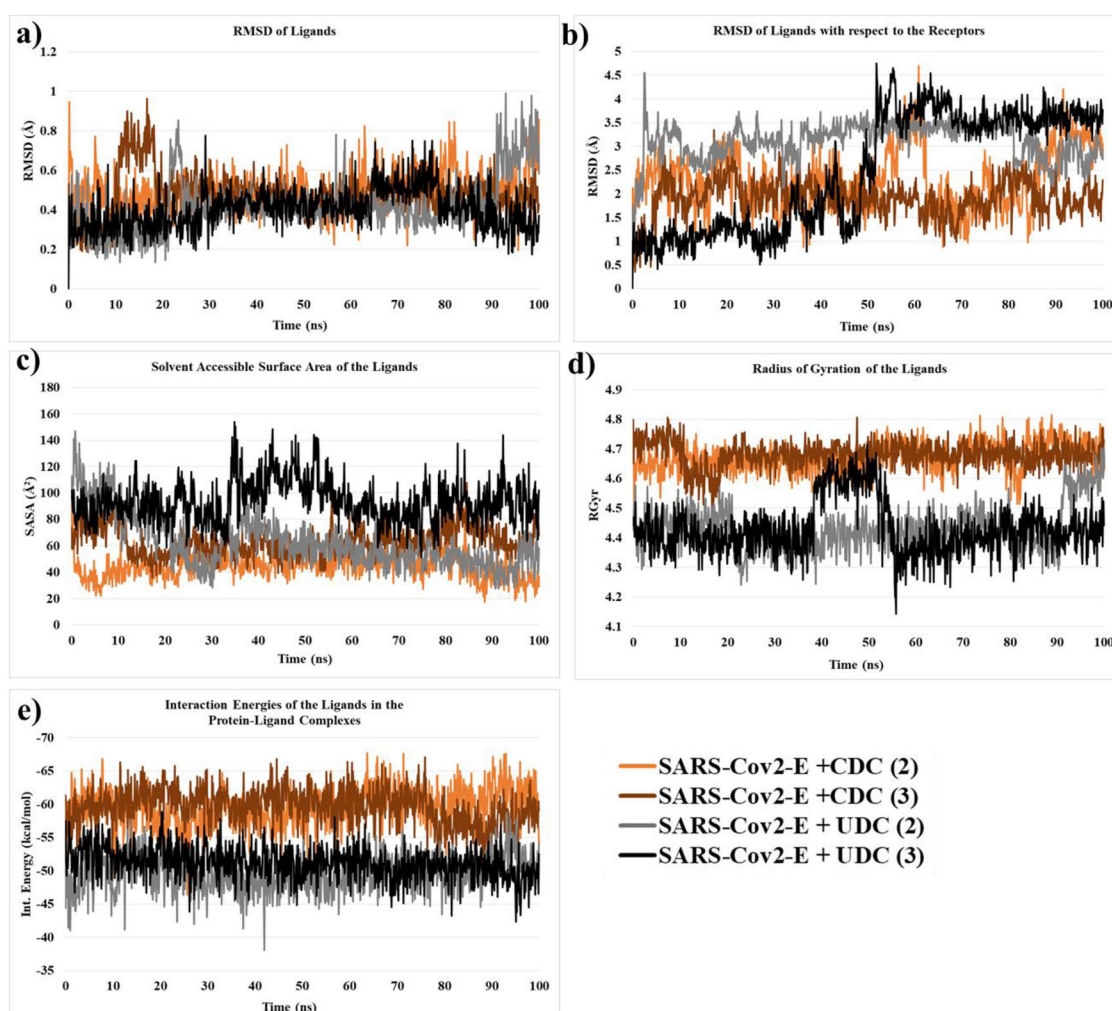 a)
RMSD of Ligands
1.2
1
0.8
0.6
0.4
0.2
0
RMSD (Å)
0 10 20 30 40 50 60 70 80 90 100
Time (ns)
b)
RMSD of Ligands with respect to the Receptors
5
4.5
4
3.5
3
2.5
2
1.5
1
0.5
0
RMSD (Å)
0 10 20 30 40 50 60 70 80 90 100
Time (ns)
c)
Solvent Accessible Surface Area of the Ligands
180
160
140
120
100
80
60
40
20
0
SASA (Å²)
0 10 20 30 40 50 60 70 80 90 100
Time (ns)
d)
Radius of Gyration of the Ligands
4.9
4.8
4.7
4.6
4.5
4.4
4.3
4.2
4.1
RGyr
0 10 20 30 40 50 60 70 80 90 100
Time (ns)
e)
Interaction Energies of the Ligands in the
Protein-Ligand Complexes
-70
-65
-60
-55
-50
-45
-40
-35
Int. Energy (kcal/mol)
0 10 20 30 40 50 60 70 80 90 100
Time (ns)
SARS-Cov2-E +CDC (2)
SARS-Cov2-E +CDC (3)
SARS-Cov2-E + UDC (2)
SARS-Cov2-E + UDC (3)